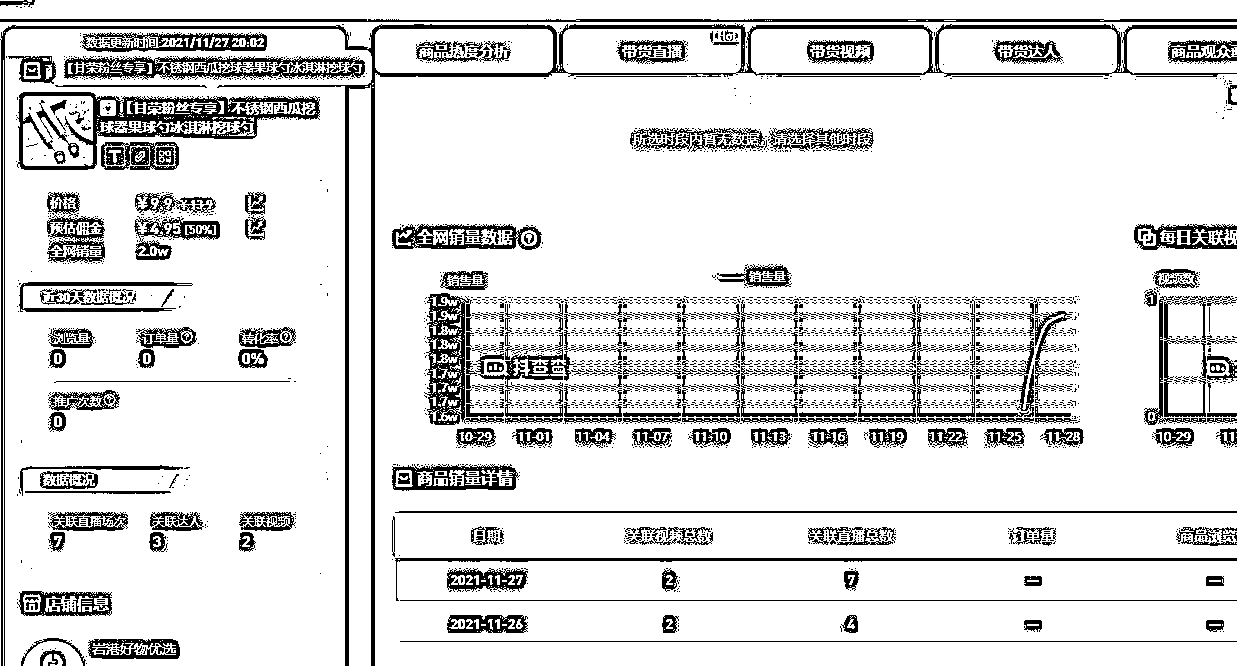 数据更新时间:2021/11/27 20:02
【甘荣粉丝专享】不锈钢西瓜挖球器果球勺冰淇淋挖球勺
【甘荣粉丝专享】不锈钢西瓜挖
球器果球勺冰淇淋挖球勺
价格 ¥9.9 ¥13.9
预估佣金 ¥4.95 [50%]
全网销量 2.0w
近30天数据概况
浏览量 订单量 转化率
0 0 0%
推广次数
0
数据概况
关联直播场次 关联达人 关联视频
7 3 2
店铺信息
岩港好物优选
商品热度分析 带货直播 带货视频 带货达人 商品观众
所选时段内暂无数据，请选择其他时段
全网销量数据
销售量
销售量
1.9w
1.9w
1.8w
1.8w
1.8w
1.7w
1.7w
1.7w
1.6w
抖查查
10-29 11-01 11-04 11-07 11-10 11-13 11-16 11-19 11-22 11-25 11-28
每日关联视
视频数
1
0
10-29 11
商品销量详情
日期 关联视频总数 关联直播总数 订单量 商品浏览
2021-11-27 2 7 — —
2021-11-26 2 4 — —